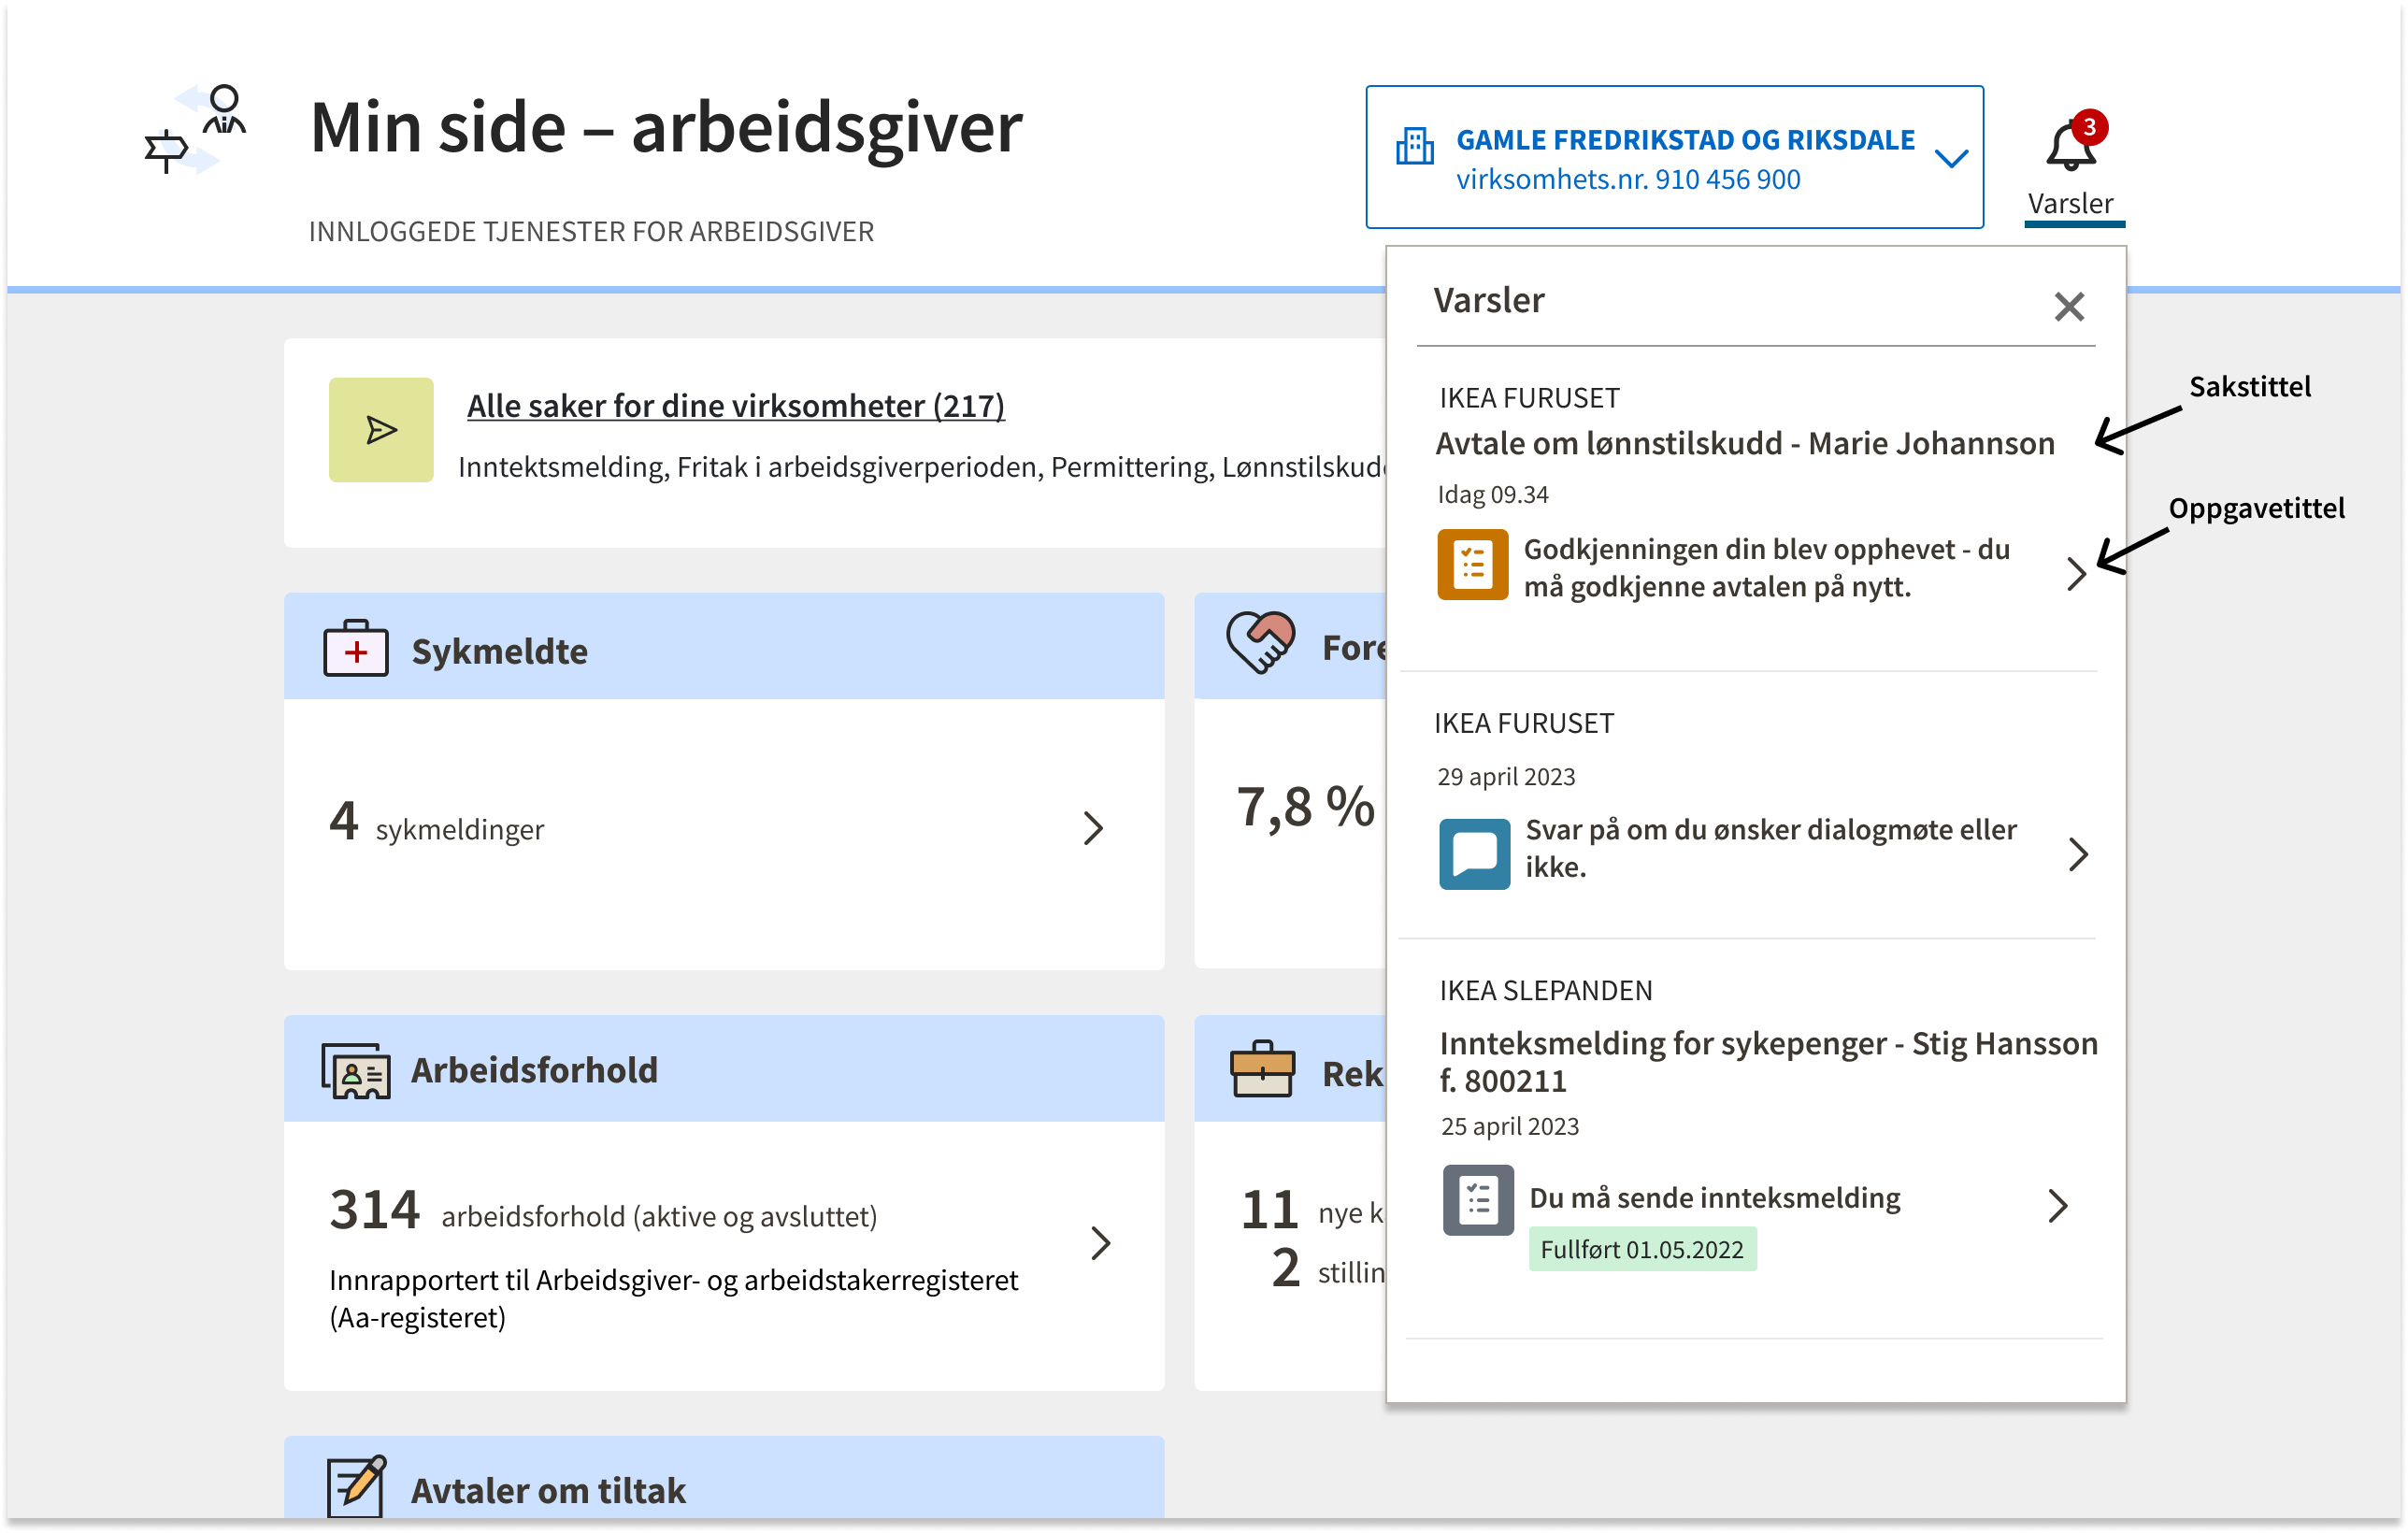 Min side – arbeidsgiver
INNLOGGEDE TJENESTER FOR ARBEIDSGIVER
GAMLE FREDRIKSTAD OG RIKSDALE
virksomhets.nr. 910 456 900
3
Varsler
Alle saker for dine virksomheter (217)
Inntektsmelding, Fritak i arbeidsgiverperioden, Permittering, Lønnstilskud
Sykmeldte
4 sykmeldinger
Fore
7,8 %
Arbeidsforhold
314 arbeidsforhold (aktive og avsluttet)
Innrapportert til Arbeidsgiver- og arbeidstakerregisteret
(Aa-registeret)
Rek
11 nye k
2 stillin
Avtaler om tiltak
Varsler
IKEA FURUSET
Avtale om lønnstilskudd - Marie Johannson
Idag 09.34
Godkjenningen din blev opphevet - du
må godkjenne avtalen på nytt.
IKEA FURUSET
29 april 2023
Svar på om du ønsker dialogmøte eller
ikke.
IKEA SLEPANDEN
Innteksmelding for sykepenger - Stig Hansson
f. 800211
25 april 2023
Du må sende innteksmelding
Fullført 01.05.2022
Sakstittel
Oppgavetittel